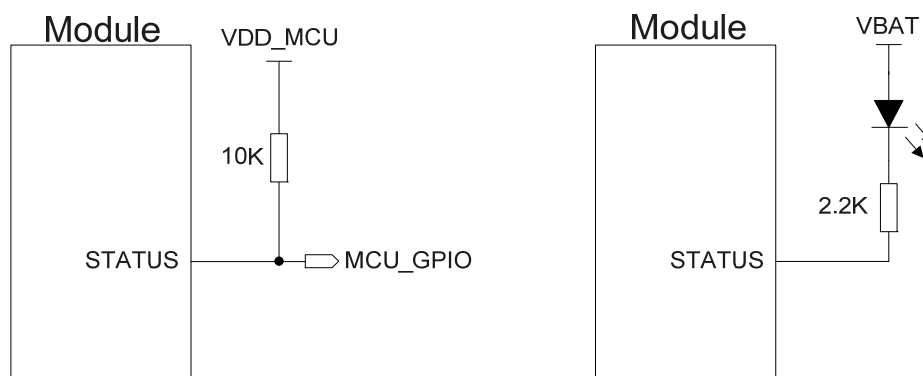 Module
VDD_MCU
10K
STATUS
MCU_GPIO
Module
VBAT
2.2K
STATUS